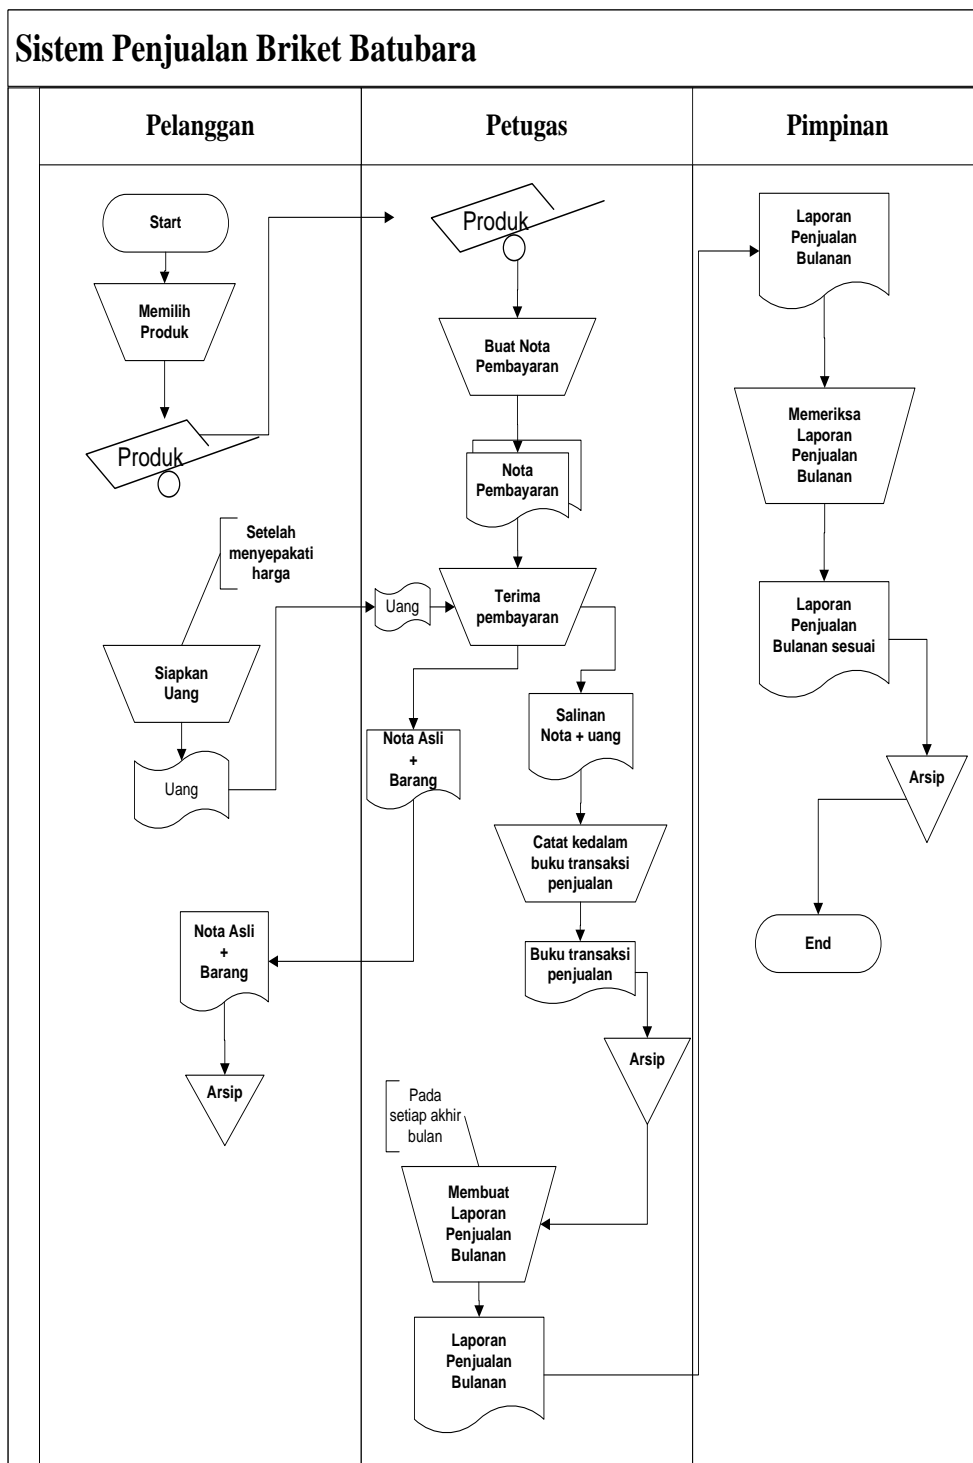 Sistem Penjualan Briket Batubara
Pelanggan
Petugas
Pimpinan
Start
Memilih
Produk
Produk
Setelah
menyepakati
harga
Siapkan
Uang
Uang
Nota Asli
+
Barang
Arsip
Produk
Buat Nota
Pembayaran
Nota
Pembayaran
Uang
Terima
pembayaran
Nota Asli
+
Barang
Salinan
Nota + uang
Catat kedalam
buku transaksi
penjualan
Buku transaksi
penjualan
Arsip
Pada
setiap akhir
bulan
Membuat
Laporan
Penjualan
Bulanan
Laporan
Penjualan
Bulanan
Laporan
Penjualan
Bulanan
Memeriksa
Laporan
Penjualan
Bulanan
Laporan
Penjualan
Bulanan sesuai
Arsip
End